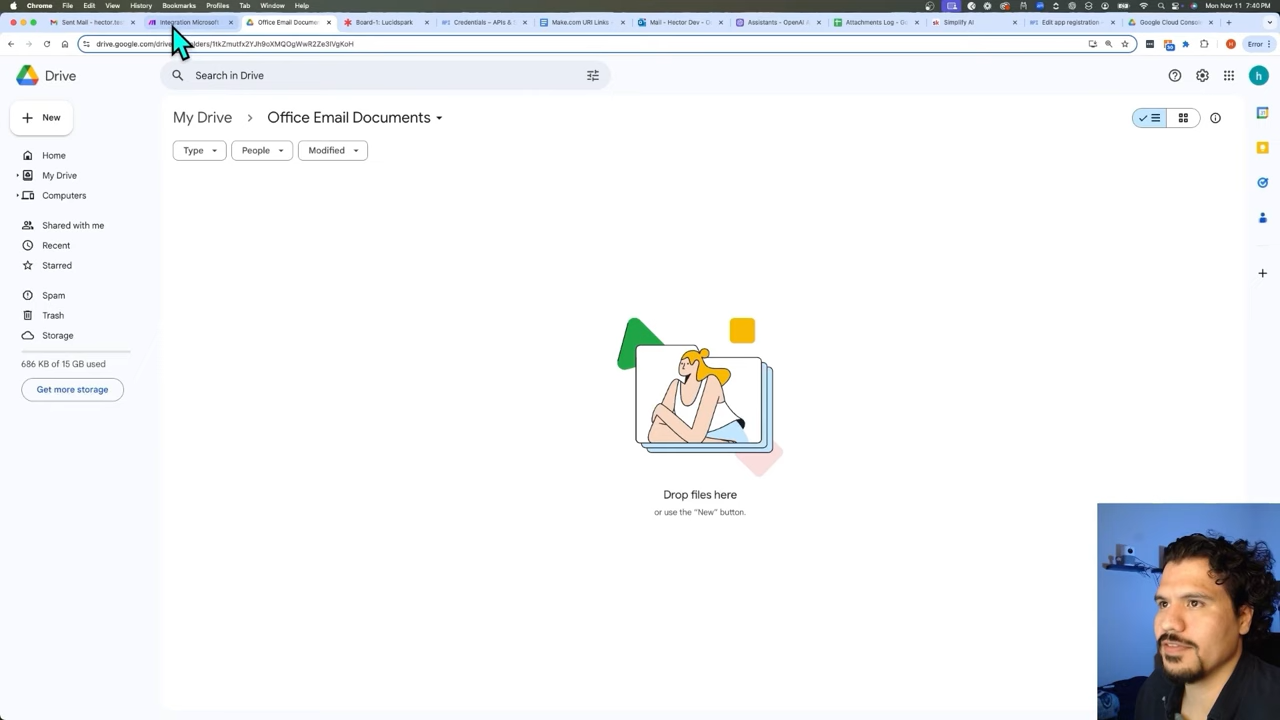 Chrome File Edit View History Bookmarks Profiles Tab Window Help Mon Nov 11 7:40 PM
Sent Mail - hector.ten Integration Microsoft Office Email Documen Board-1: Lucidspark Credentials – APIs & Make.com URI Links Mail - Hector Dev - O Assistants - OpenAI A Attachments Log - Go Simplify AI Edit app registration Google Cloud Conso
Error
Drive
Search in Drive
h
New
My Drive > Office Email Documents
Type People Modified
Home
My Drive
Computers
Shared with me
Recent
Starred
Spam
Trash
Storage
686 KB of 15 GB used
Get more storage
Drop files here
or use the "New" button.